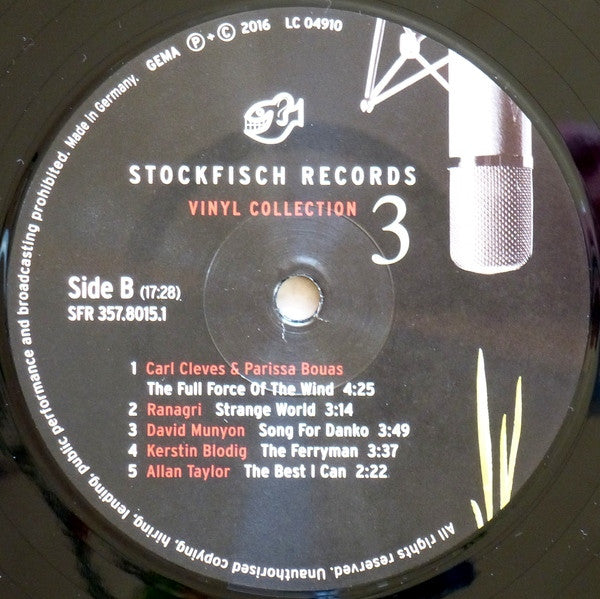 STOCKFISCH RECORDS
VINYL COLLECTION 3
Side B (17:28)
SFR 357.8015.1
1 Carl Cleves & Parissa Bouas
The Full Force Of The Wind 4:25
2 Ranagri Strange World 3:14
3 David Munyon Song For Danko 3:49
4 Kerstin Blodig The Ferryman 3:37
5 Allan Taylor The Best I Can 2:22
All rights reserved. Unauthorised copying, hiring, lending, public performance and broadcasting prohibited. Made in Germany. GEMA Ⓟ+Ⓒ 2016 LC 04910